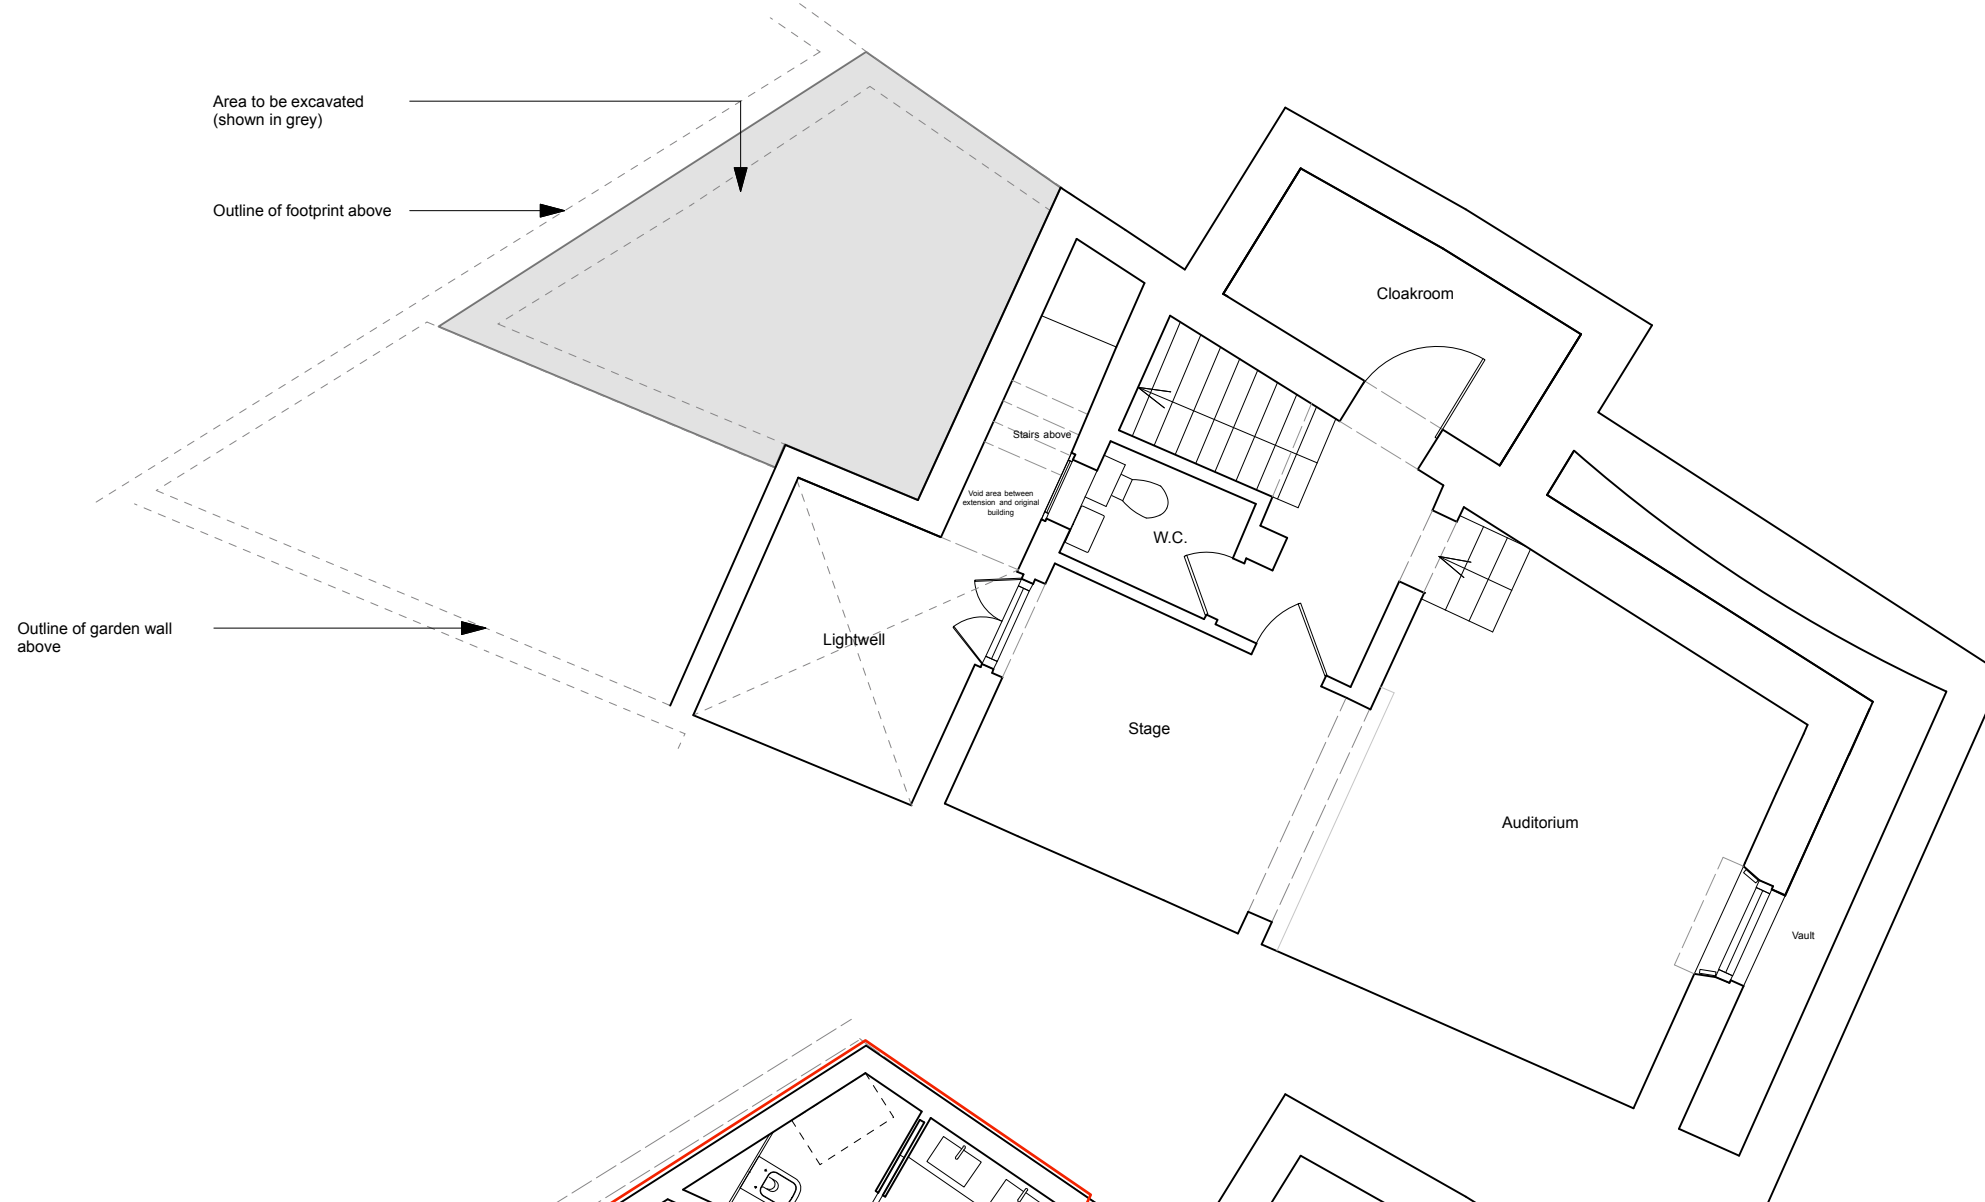 Area to be excavated
(shown in grey)
Outline of footprint above
Cloakroom
Stairs above
Void area between
extension and original
building
W.C.
Outline of garden wall
above
Lightwell
Stage
Auditorium
Vault